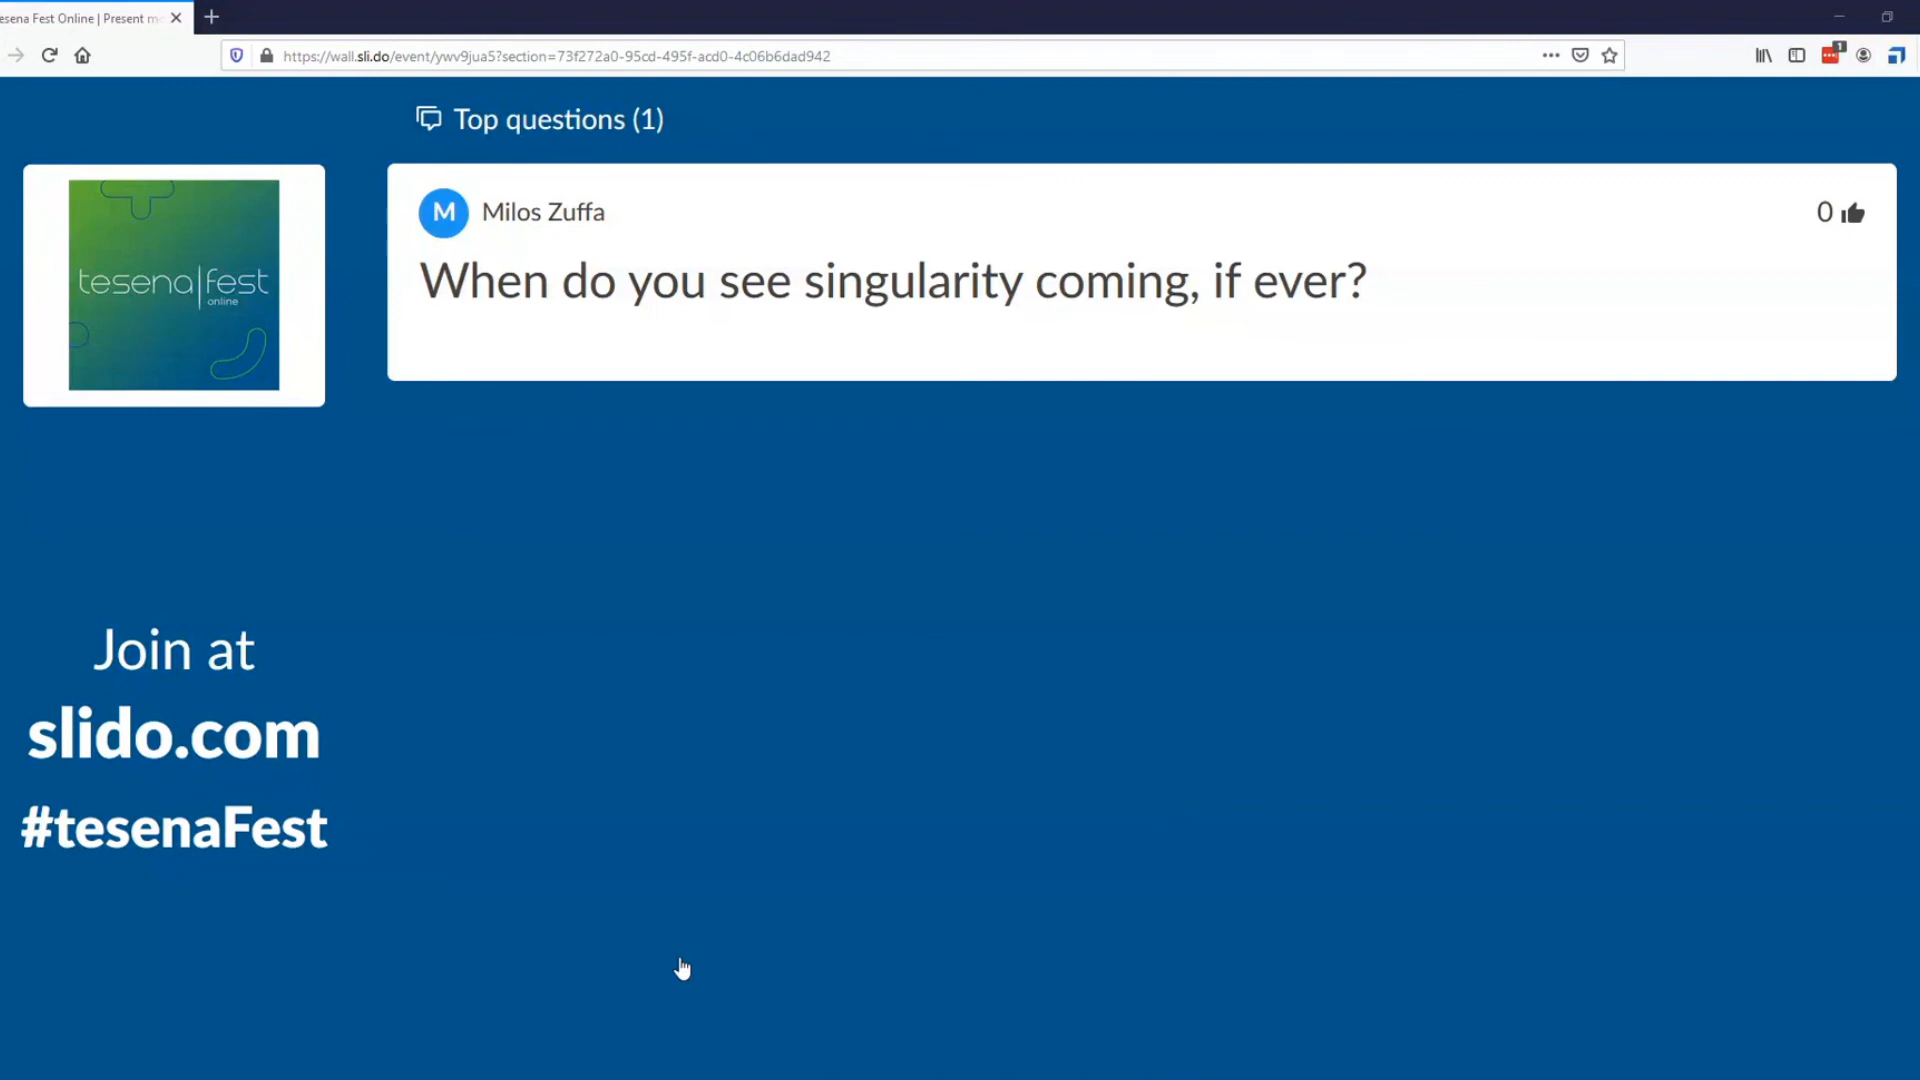 esena Fest Online | Present m
https://wall.sli.do/event/ywv9jua5?section=73f272a0-95cd-495f-acd0-4c06b6dad942
1
Top questions (1)
tesena|fest
online
M Milos Zuffa 0
When do you see singularity coming, if ever?
Join at
slido.com
#tesenaFest